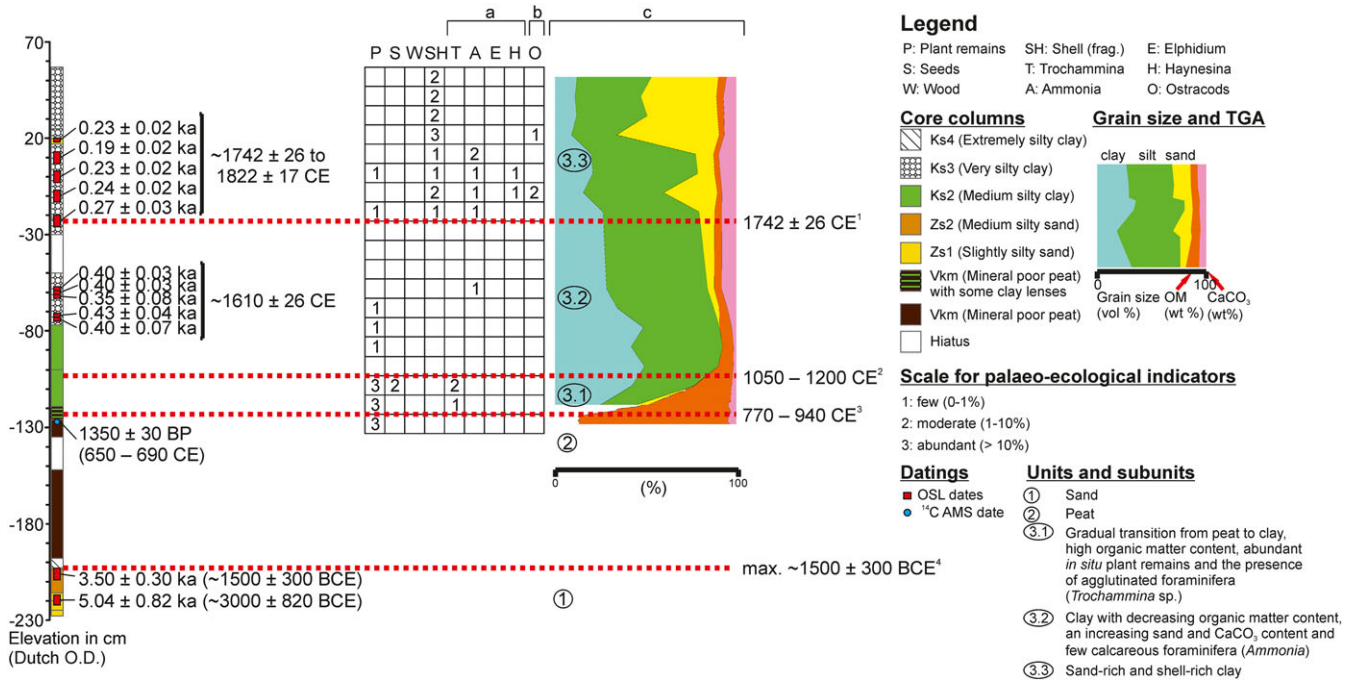 a b c
P S W SH T A E H O
70
20
-30
-80
-130
-180
-230
Elevation in cm
(Dutch O.D.)
0.23 ± 0.02 ka
0.19 ± 0.02 ka
0.23 ± 0.02 ka
0.24 ± 0.02 ka
0.27 ± 0.03 ka
~1742 ± 26 to
1822 ± 17 CE
0.40 ± 0.03 ka
0.40 ± 0.03 ka
0.35 ± 0.08 ka
0.43 ± 0.04 ka
0.40 ± 0.07 ka
~1610 ± 26 CE
1350 ± 30 BP
(650 – 690 CE)
3.50 ± 0.30 ka (~1500 ± 300 BCE)
5.04 ± 0.82 ka (~3000 ± 820 BCE)
2
2
2
3 1
1 2
1 1 1 1
2 1 1 2
1 1 1
1
1
1
1
3 2 2
3 1
3
3.3
3.2
3.1
2
1
0 100
(%)
1742 ± 26 CE¹
1050 – 1200 CE²
770 – 940 CE³
max. ~1500 ± 300 BCE⁴
Legend
P: Plant remains SH: Shell (frag.) E: Elphidium
S: Seeds T: Trochammina H: Haynesina
W: Wood A: Ammonia O: Ostracods
Core columns
Ks4 (Extremely silty clay)
Ks3 (Very silty clay)
Ks2 (Medium silty clay)
Zs2 (Medium silty sand)
Zs1 (Slightly silty sand)
Vkm (Mineral poor peat)
with some clay lenses
Vkm (Mineral poor peat)
Hiatus
Grain size and TGA
clay silt sand
0 100
Grain size OM CaCO₃
(vol %) (wt %) (wt%)
Scale for palaeo-ecological indicators
1: few (0-1%)
2: moderate (1-10%)
3: abundant (> 10%)
Datings
OSL dates
¹⁴C AMS date
Units and subunits
1 Sand
2 Peat
3.1 Gradual transition from peat to clay,
high organic matter content, abundant
in situ plant remains and the presence
of agglutinated foraminifera
(Trochammina sp.)
3.2 Clay with decreasing organic matter content,
an increasing sand and CaCO₃ content and
few calcareous foraminifera (Ammonia)
3.3 Sand-rich and shell-rich clay